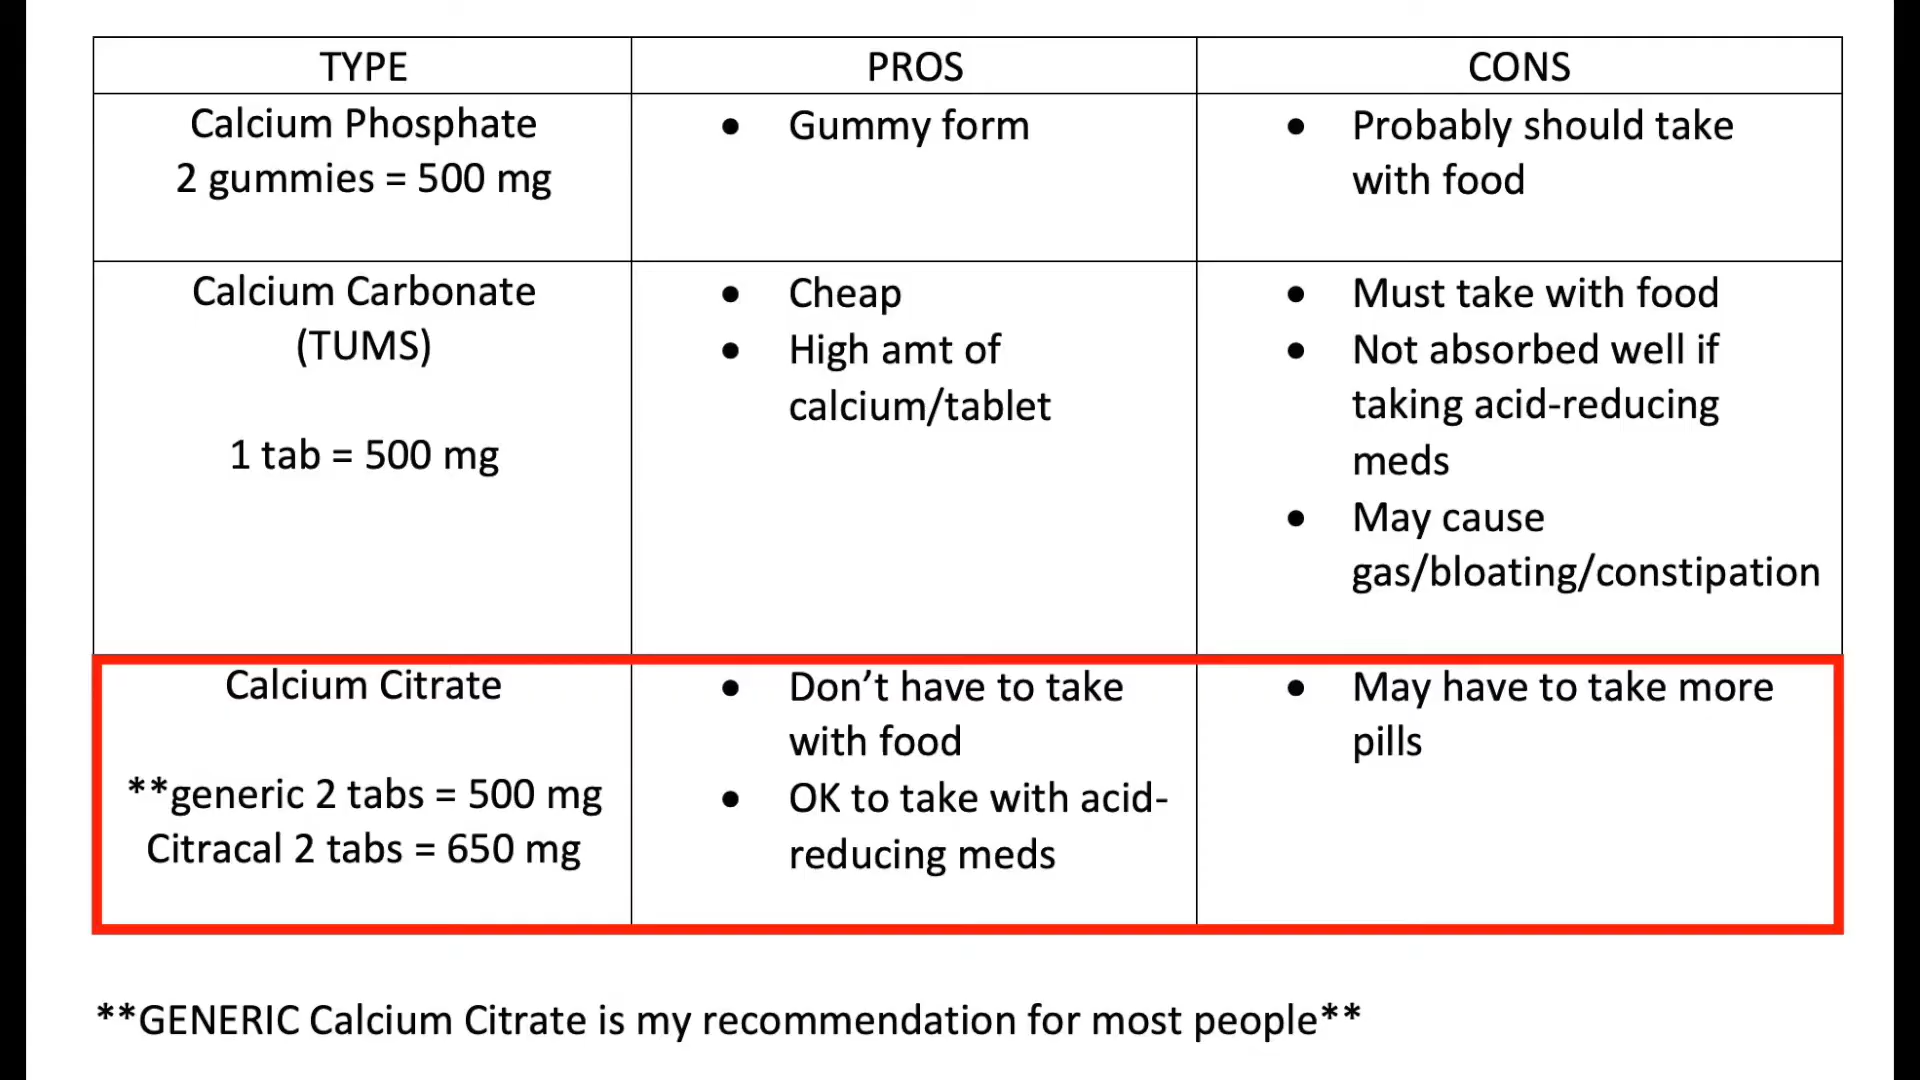 TYPE
PROS
CONS
Calcium Phosphate
2 gummies = 500 mg
• Gummy form
• Probably should take
with food
Calcium Carbonate
(TUMS)
1 tab = 500 mg
• Cheap
• High amt of
calcium/tablet
• Must take with food
• Not absorbed well if
taking acid-reducing
meds
• May cause
gas/bloating/constipation
Calcium Citrate
**generic 2 tabs = 500 mg
Citracal 2 tabs = 650 mg
• Don’t have to take
with food
• OK to take with acid-
reducing meds
• May have to take more
pills
**GENERIC Calcium Citrate is my recommendation for most people**